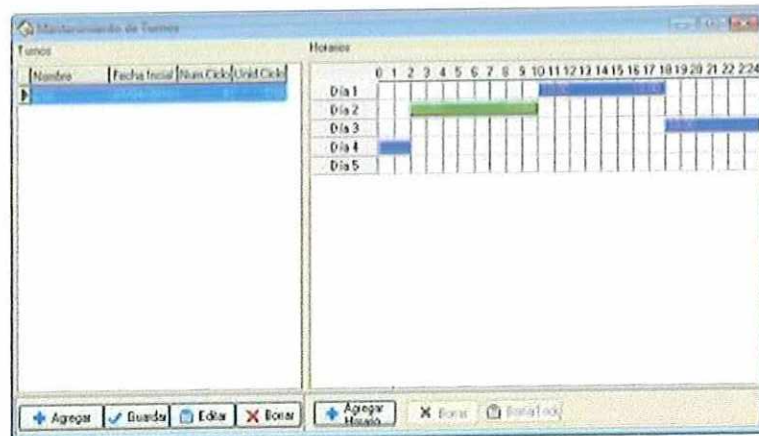 Mantenimiento de Turnos
Turnos
Horarios
Nombre Fecha Inicial Num.Ciclo Unid.Ciclo
0 1 2 3 4 5 6 7 8 9 10 11 12 13 14 15 16 17 18 19 20 21 22 2:24
Día 1
Día 2
Día 3
Día 4
Día 5
Agregar Guardar Editar Borrar
Agregar Horario Borrar